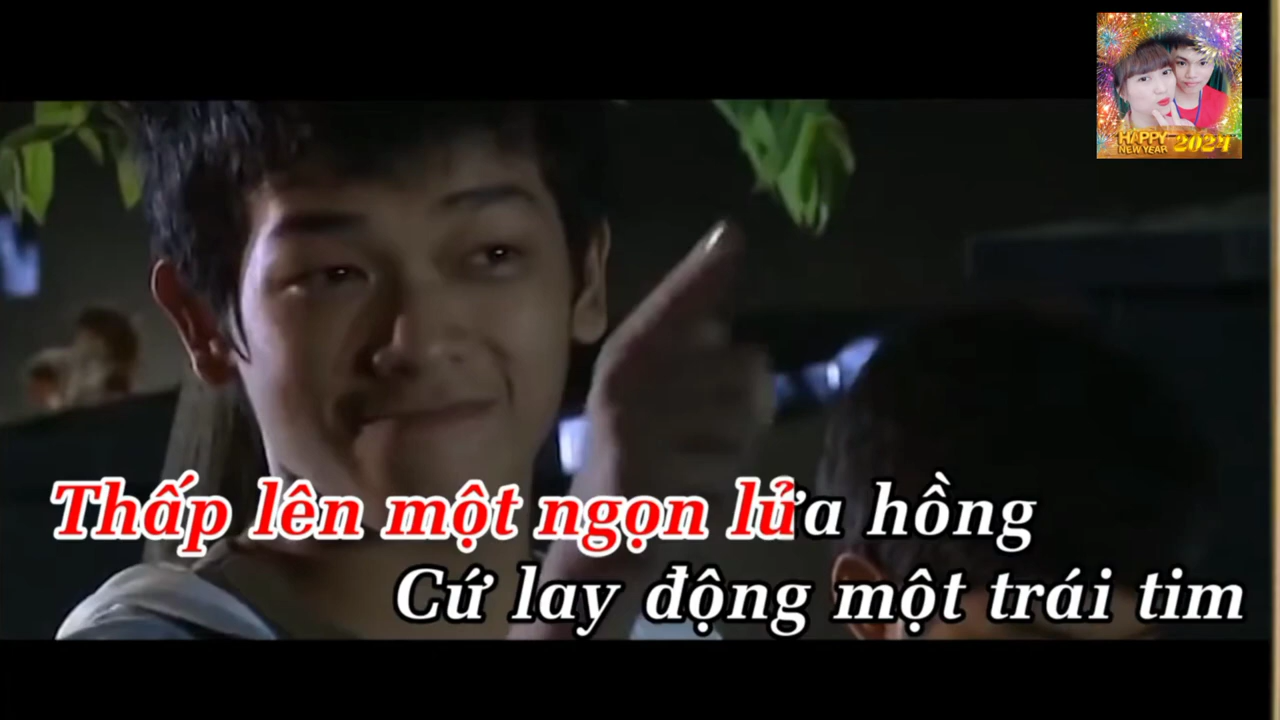 HAPPY
NEW YEAR 2024
Thấp lên một ngọn lửa hồng
Cứ lay động một trái tim